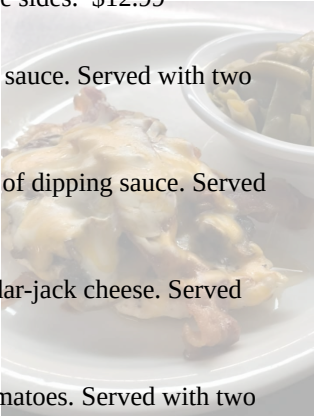 sides. $12.99
sauce. Served with two
of dipping sauce. Served
lar-jack cheese. Served
matoes. Served with two